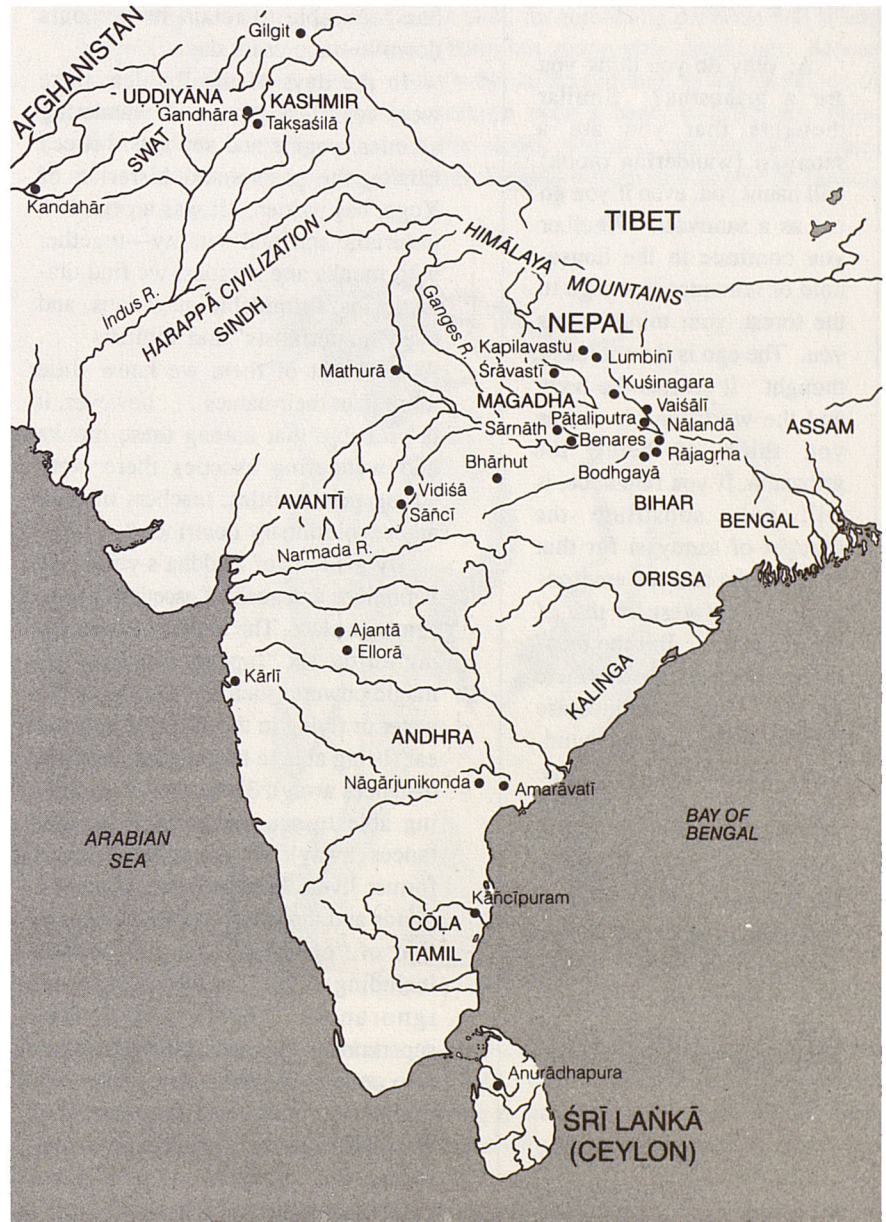 Gilgit
AFGHANISTAN
UḌḌIYĀNA
KASHMIR
Gandhāra
Takṣaśilā
SWAT
Kandahār
TIBET
HIMĀLAYA
MOUNTAINS
HARAPPĀ CIVILIZATION
Indus R.
SINDH
Ganges R.
NEPAL
Kapilavastu
Lumbinī
Śrāvastī
Mathurā
Kuśinagara
MAGADHA
Vaiśālī
Pāṭaliputra
Nālandā
ASSAM
Sārnāth
Benares
Rājagṛha
Bhārhut
Bodhgayā
Vidiśā
AVANTĪ
BIHAR
Sāñcī
BENGAL
Narmada R.
ORISSA
Ajantā
Ellorā
Kārlī
KALINGA
ANDHRA
Nāgārjunikoṇḍa
Amarāvatī
ARABIAN
SEA
BAY OF
BENGAL
Kāñcīpuram
CŌḶA
TAMIL
Anurādhapura
ŚRĪ LAṄKĀ
(CEYLON)